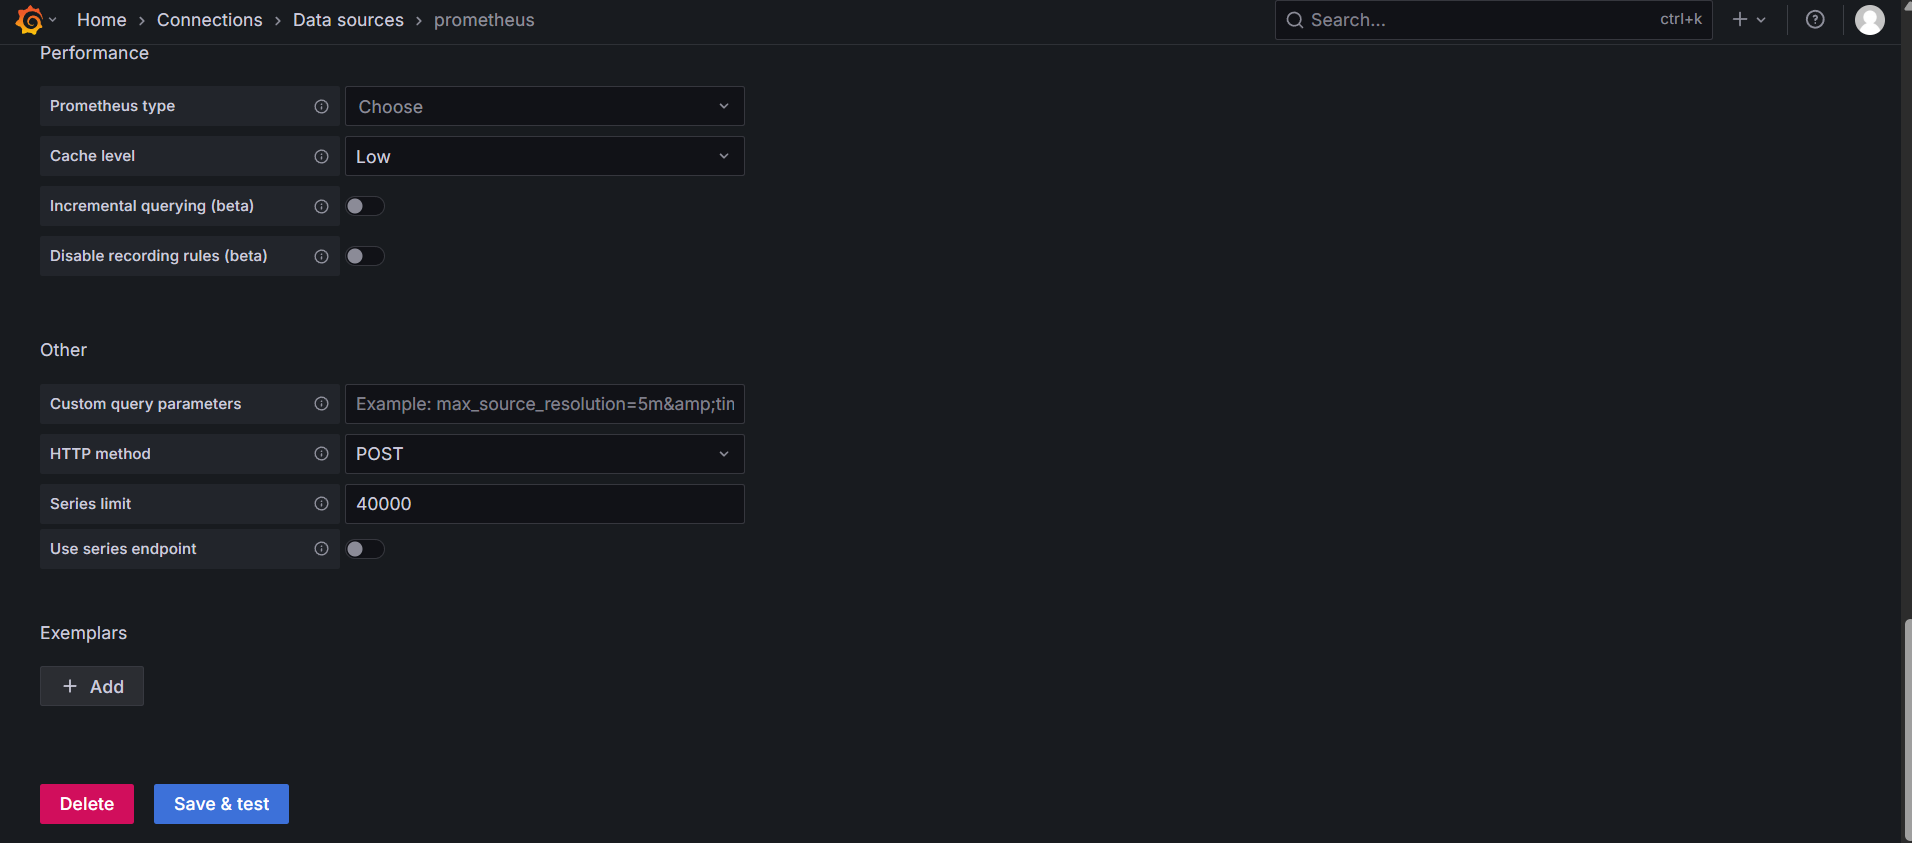 Home › Connections › Data sources › prometheus
Search... ctrl+k
Performance
Prometheus type Choose
Cache level Low
Incremental querying (beta)
Disable recording rules (beta)
Other
Custom query parameters Example: max_source_resolution=5m&amp;tin
HTTP method POST
Series limit 40000
Use series endpoint
Exemplars
+ Add
Delete Save & test